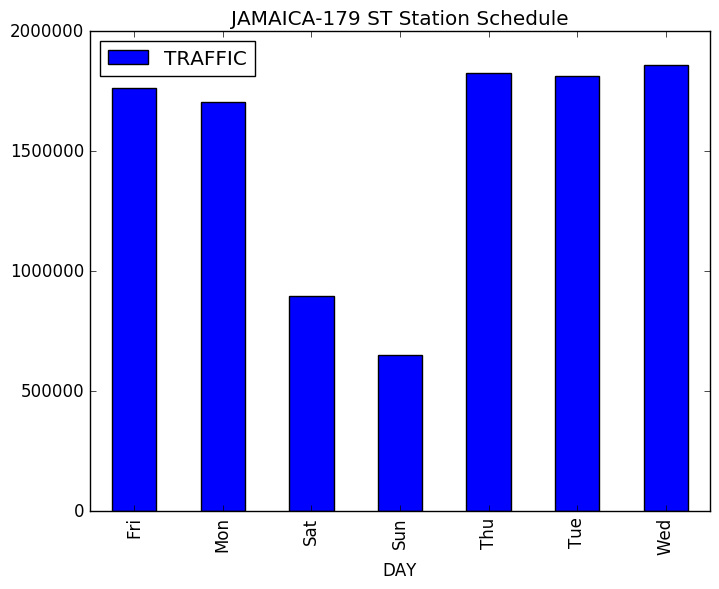 JAMAICA-179 ST Station Schedule
TRAFFIC
2000000
1500000
1000000
500000
0
Fri
Mon
Sat
Sun
Thu
Tue
Wed
DAY